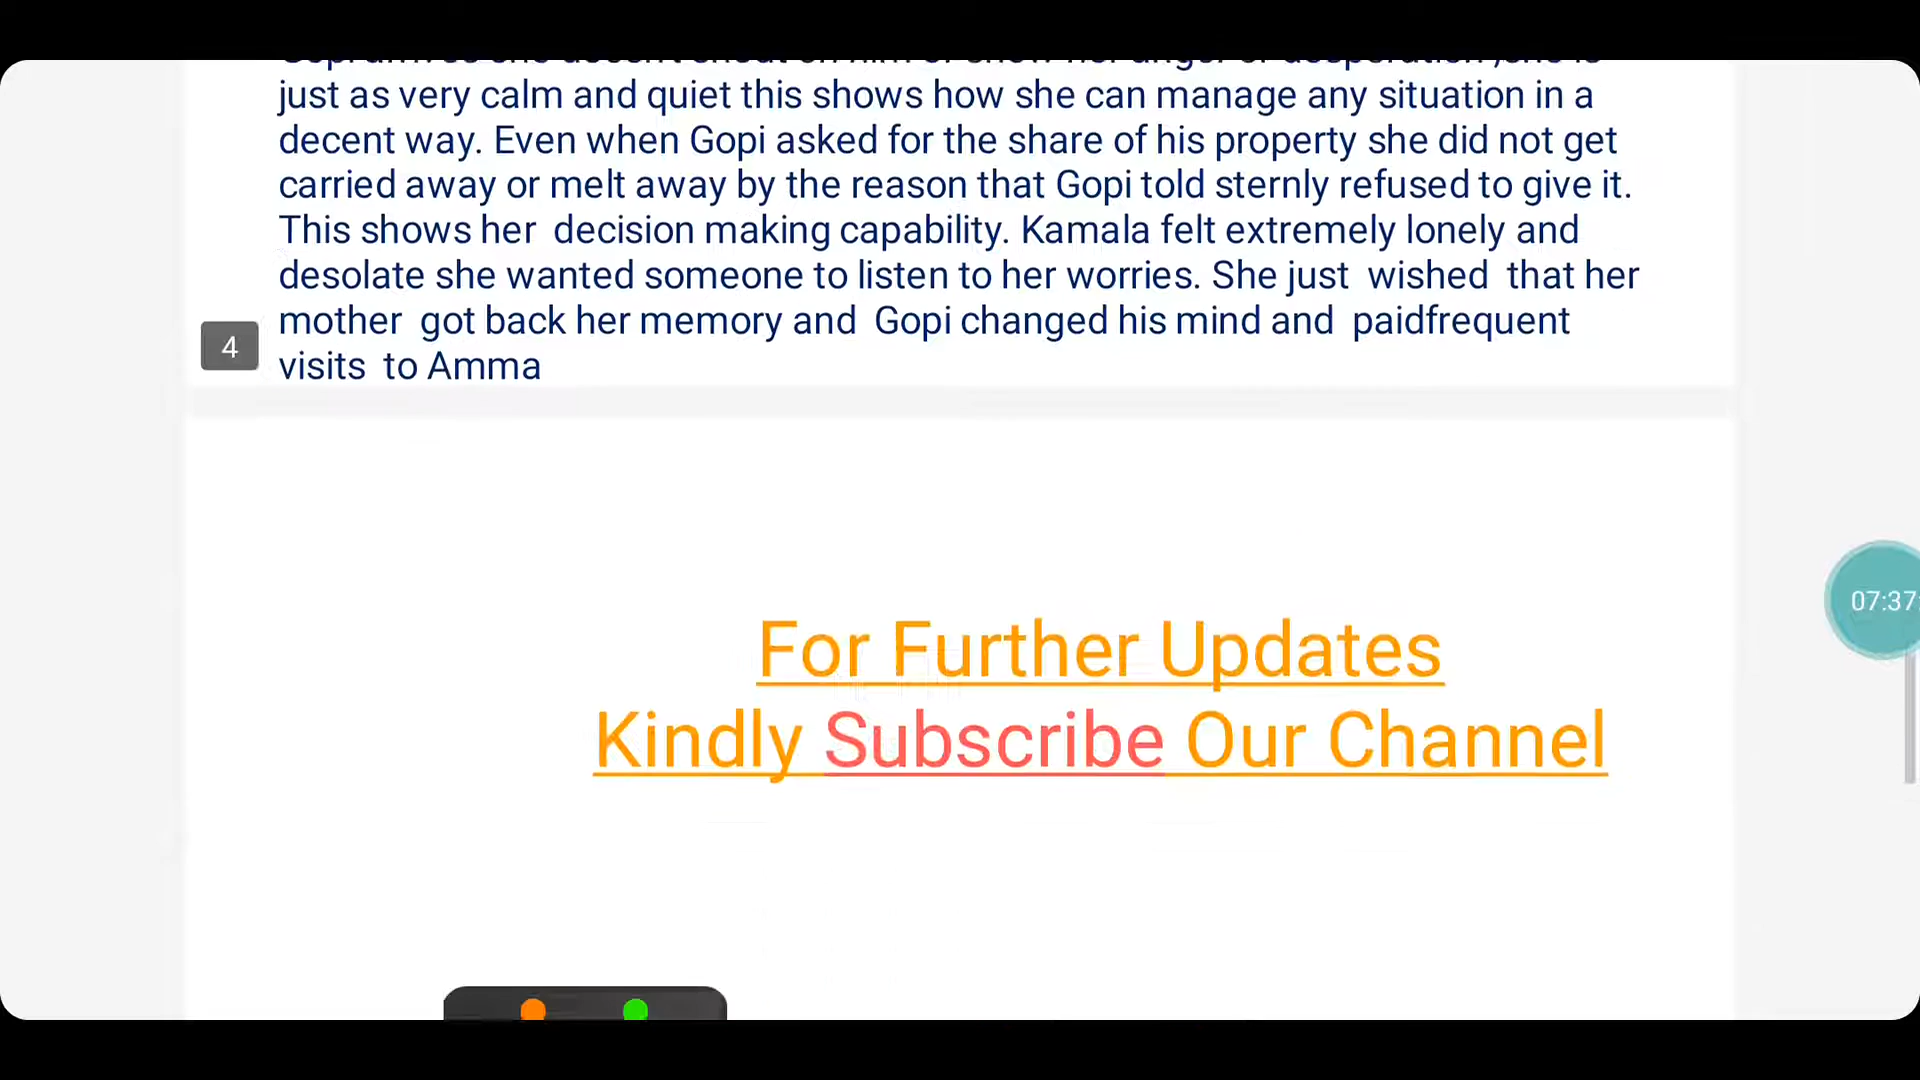 just as very calm and quiet this shows how she can manage any situation in a
decent way. Even when Gopi asked for the share of his property she did not get
carried away or melt away by the reason that Gopi told sternly refused to give it.
This shows her decision making capability. Kamala felt extremely lonely and
desolate she wanted someone to listen to her worries. She just wished that her
mother got back her memory and Gopi changed his mind and paidfrequent
4
visits to Amma
07:37
For Further Updates
Kindly Subscribe Our Channel